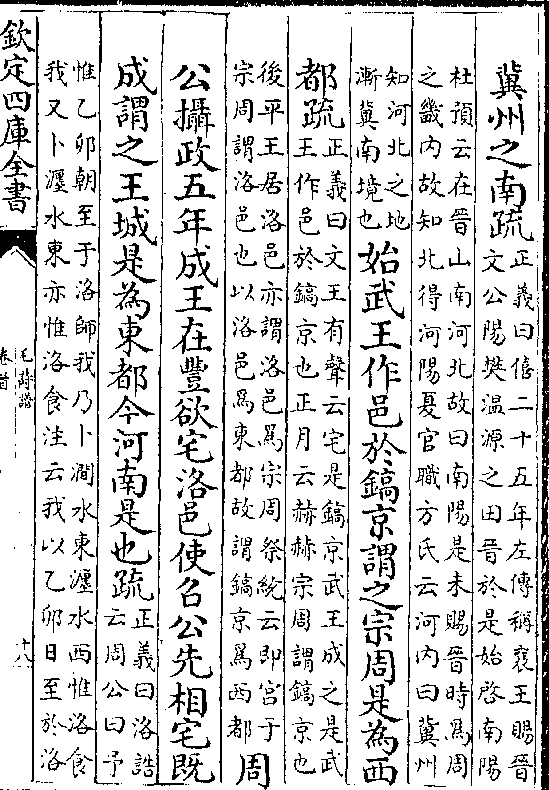 冀州之南疏
正義曰僖二十五年左傳稱襄王賜晉
文公陽樊温源之田晉於是始啓南陽
杜預云在晉山南河北故曰南陽是未賜晉時爲周
之畿内故知北得河陽夏官職方氏云河内曰冀州
知河北之地
漸冀南境也
始武王作邑於鎬京謂之宗周是為西
都疏
正義曰文王有聲云宅是鎬京武王成之是武
王作邑於鎬京也正月云赫赫宗周謂鎬京也
後平王居洛邑亦謂洛邑爲宗周祭統云即宫于
宗周謂洛邑也以洛邑爲東都故謂鎬京爲西都
周
公攝政五年成王在豐欲宅洛邑使召公先相宅既
成謂之王城是為東都今河南是也疏
正義曰洛誥
云周公曰予
惟乙卯朝至于洛師我乃卜澗水東瀍水西惟洛食
我又卜瀍水東亦惟洛食注云我以乙卯日至於洛
欽定四庫全書
毛詩譜
卷首
十八